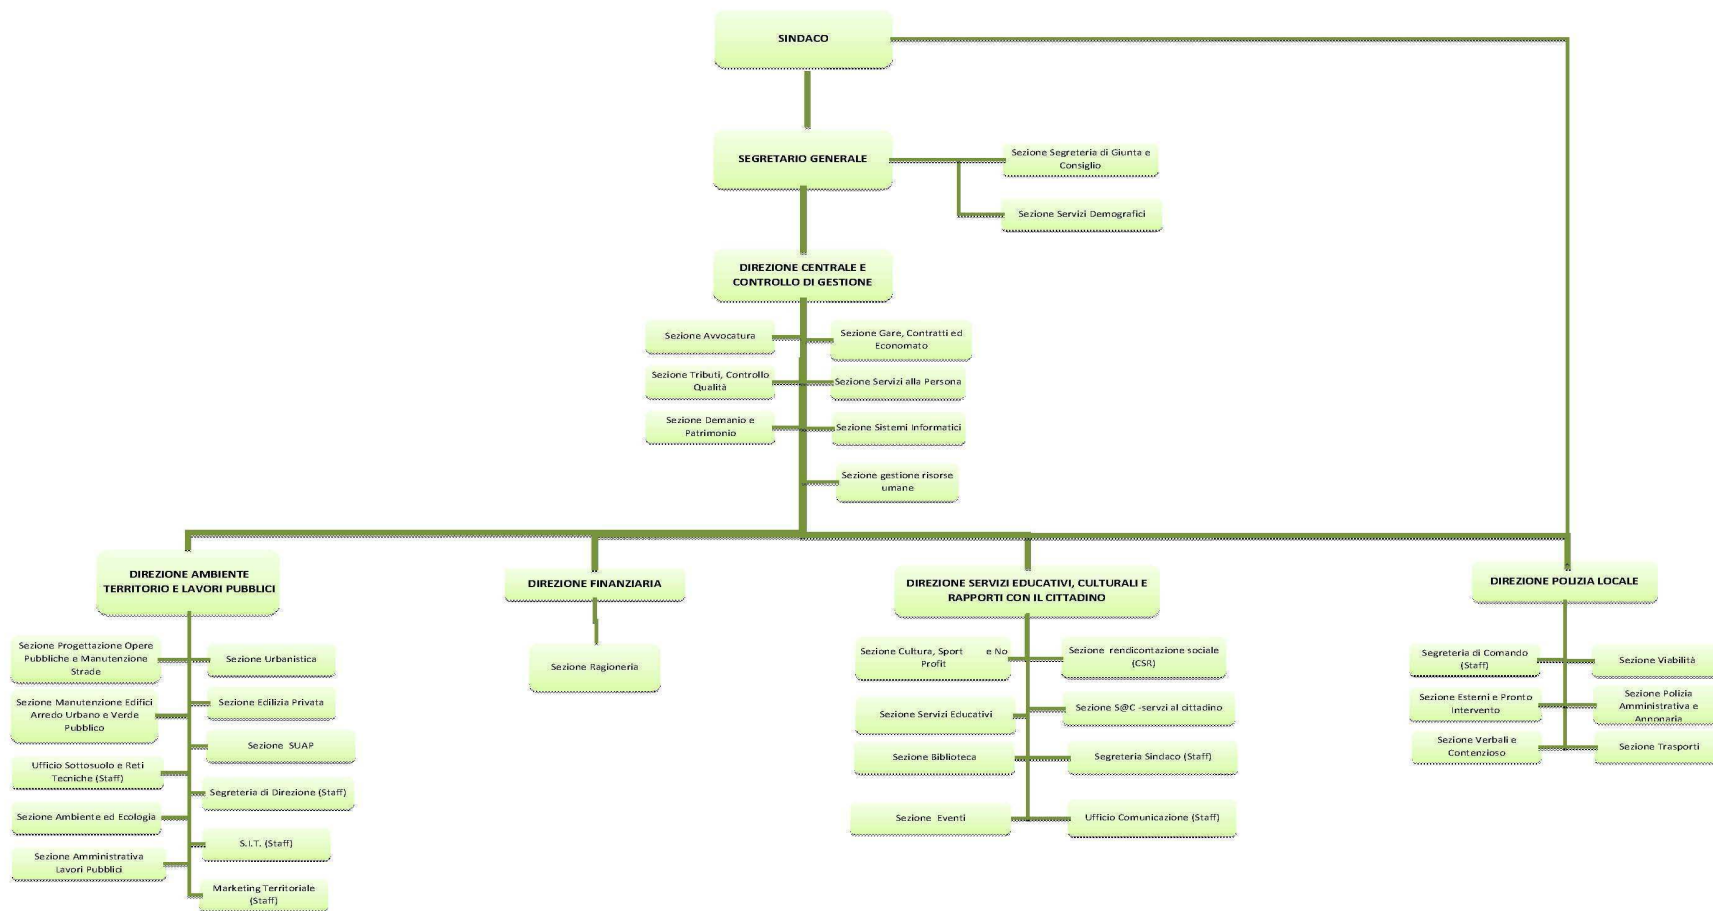 SINDACO
SEGRETARIO GENERALE
Sezione Segreteria di Giunta e
Consiglio
Sezione Servizi Demografici
DIREZIONE CENTRALE E
CONTROLLO DI GESTIONE
Sezione Avvocatura
Sezione Gare, Contratti ed
Economato
Sezione Tributi, Controllo
Qualità
Sezione Servizi alla Persona
Sezione Demanio e
Patrimonio
Sezione Sistemi Informatici
Sezione gestione risorse
umane
DIREZIONE AMBIENTE
TERRITORIO E LAVORI PUBBLICI
Sezione Progettazione Opere
Pubbliche e Manutenzione
Strade
Sezione Urbanistica
Sezione Manutenzione Edifici
Arredo Urbano e Verde
Pubblico
Sezione Edilizia Privata
Sezione SUAP
Ufficio Sottosuolo e Reti
Tecniche (Staff)
Segreteria di Direzione (Staff)
Sezione Ambiente ed Ecologia
S.I.T. (Staff)
Sezione Amministrativa
Lavori Pubblici
Marketing Territoriale
(Staff)
DIREZIONE FINANZIARIA
Sezione Ragioneria
DIREZIONE SERVIZI EDUCATIVI, CULTURALI E
RAPPORTI CON IL CITTADINO
Sezione Cultura, Sport e No
Profit
Sezione rendicontazione sociale
(CSR)
Sezione Servizi Educativi
Sezione S@C -servzi al cittadino
Sezione Biblioteca
Segreteria Sindaco (Staff)
Sezione Eventi
Ufficio Comunicazione (Staff)
DIREZIONE POLIZIA LOCALE
Segreteria di Comando
(Staff)
Sezione Viabilità
Sezione Esterni e Pronto
Intervento
Sezione Polizia
Amministrativa e
Annonaria
Sezione Verbali e
Contenzioso
Sezione Trasporti